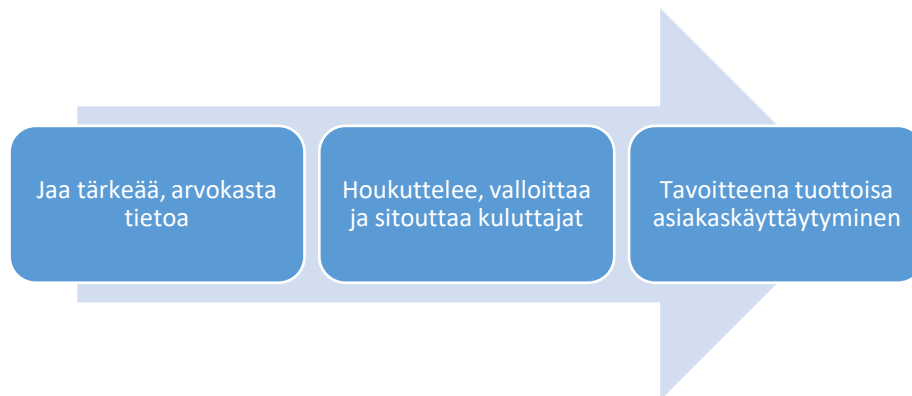 Jaa tärkeää, arvokasta
tietoa
Houkuttelee, valloittaa
ja sitouttaa kuluttajat
Tavoitteena tuottoisa
asiakaskäyttäytyminen